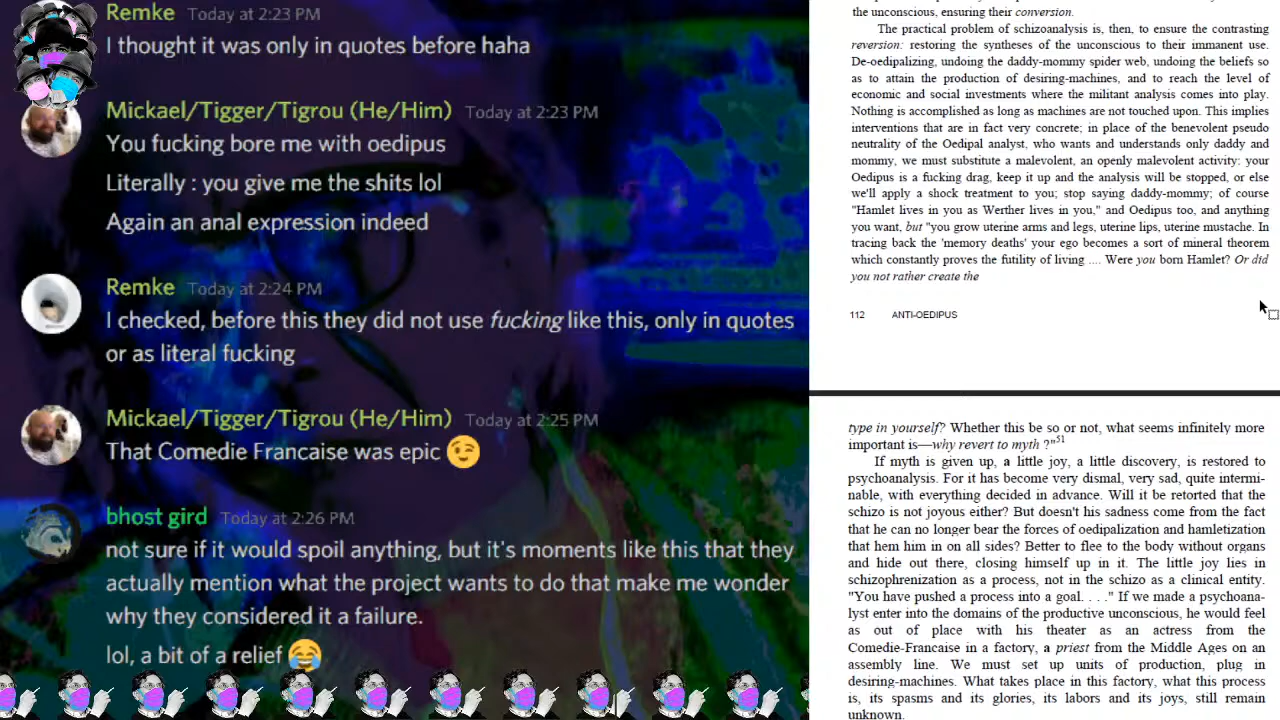 Remke Today at 2:23 PM
I thought it was only in quotes before haha
Mickael/Tigger/Tigrou (He/Him) Today at 2:23 PM
You fucking bore me with oedipus
Literally : you give me the shits lol
Again an anal expression indeed
Remke Today at 2:24 PM
I checked, before this they did not use fucking like this, only in quotes
or as literal fucking
Mickael/Tigger/Tigrou (He/Him) Today at 2:25 PM
That Comedie Francaise was epic 😉
bhost gird Today at 2:26 PM
not sure if it would spoil anything, but it's moments like this that they
actually mention what the project wants to do that make me wonder
why they considered it a failure.
lol, a bit of a relief 😂
the unconscious, ensuring their conversion.
The practical problem of schizoanalysis is, then, to ensure the contrasting
reversion: restoring the syntheses of the unconscious to their immanent use.
De-oedipalizing, undoing the daddy-mommy spider web, undoing the beliefs so
as to attain the production of desiring-machines, and to reach the level of
economic and social investments where the militant analysis comes into play.
Nothing is accomplished as long as machines are not touched upon. This implies
interventions that are in fact very concrete; in place of the benevolent pseudo
neutrality of the Oedipal analyst, who wants and understands only daddy and
mommy, we must substitute a malevolent, an openly malevolent activity: your
Oedipus is a fucking drag, keep it up and the analysis will be stopped, or else
we'll apply a shock treatment to you; stop saying daddy-mommy; of course
"Hamlet lives in you as Werther lives in you," and Oedipus too, and anything
you want, but "you grow uterine arms and legs, uterine lips, uterine mustache. In
tracing back the 'memory deaths' your ego becomes a sort of mineral theorem
which constantly proves the futility of living .... Were you born Hamlet? Or did
you not rather create the
112 ANTI-OEDIPUS
type in yourself? Whether this be so or not, what seems infinitely more
important is—why revert to myth ?"51
If myth is given up, a little joy, a little discovery, is restored to
psychoanalysis. For it has become very dismal, very sad, quite intermi-
nable, with everything decided in advance. Will it be retorted that the
schizo is not joyous either? But doesn't his sadness come from the fact
that he can no longer bear the forces of oedipalization and hamletization
that hem him in on all sides? Better to flee to the body without organs
and hide out there, closing himself up in it. The little joy lies in
schizophrenization as a process, not in the schizo as a clinical entity.
"You have pushed a process into a goal. . . ." If we made a psychoana-
lyst enter into the domains of the productive unconscious, he would feel
as out of place with his theater as an actress from the
Comedie-Francaise in a factory, a priest from the Middle Ages on an
assembly line. We must set up units of production, plug in
desiring-machines. What takes place in this factory, what this process
is, its spasms and its glories, its labors and its joys, still remain
unknown.